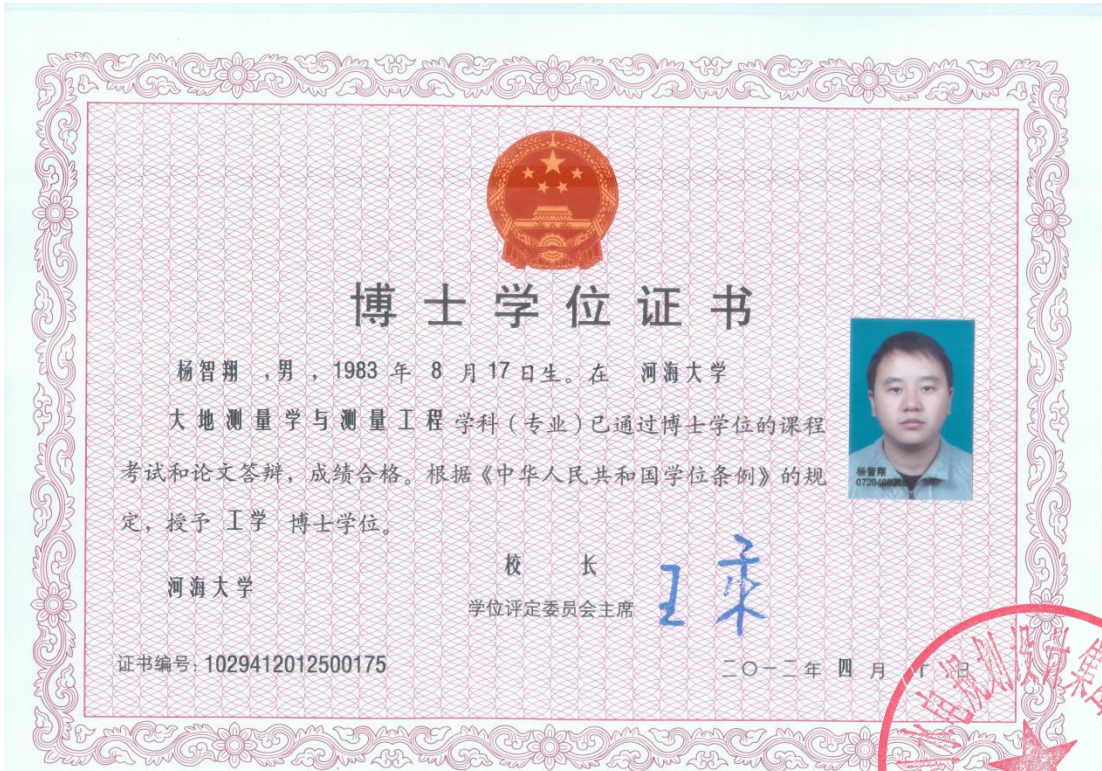 博士学位证书
杨智翔 ,男,1983 年 8 月 17 日生。在 河海大学
大地测量学与测量工程 学科(专业)已通过博士学位的课程
考试和论文答辩,成绩合格。根据《中华人民共和国学位条例》的规
定,授予 工学 博士学位。
杨智翔
校 长
河海大学
学位评定委员会主席
证书编号:1029412012500175
二〇一二年 四 月 日